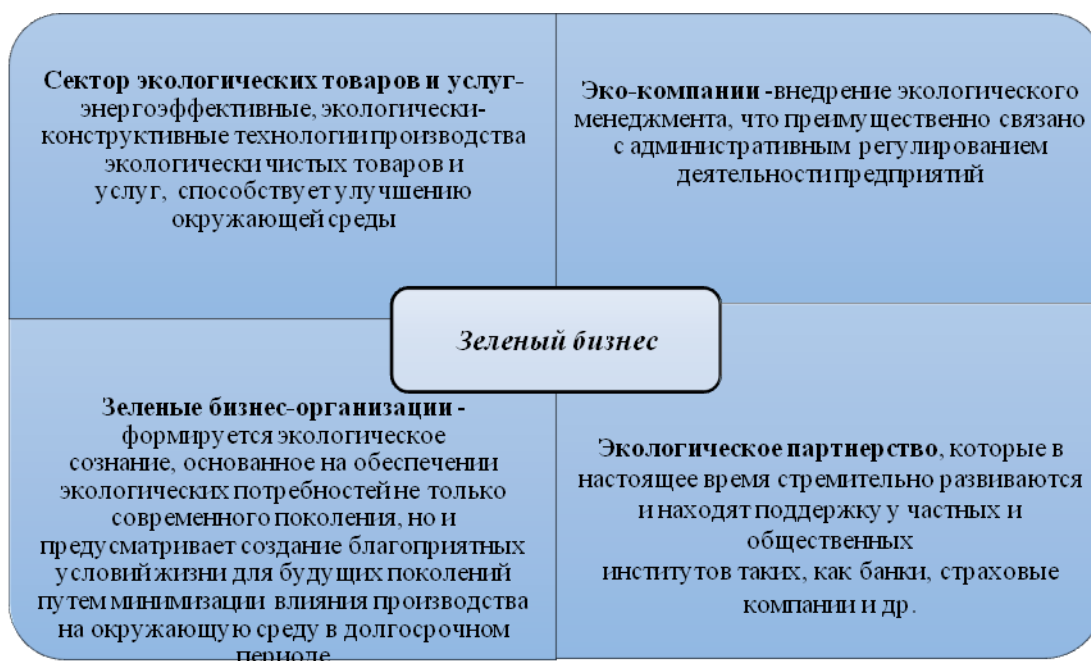 Сектор экологических товаров и услуг-
энергоэффективные, экологически-
конструктивные технологии производства
экологически чистых товаров и
услуг, способствует улучшению
окружающей среды
Эко-компании -внедрение экологического
менеджмента, что преимущественно связано
с административным регулированием
деятельности предприятий
Зеленый бизнес
Зеленые бизнес-организации -
формируется экологическое
сознание, основанное на обеспечении
экологических потребностей не только
современного поколения, но и
предусматривает создание благоприятных
условий жизни для будущих поколений
путем минимизации влияния производства
на окружающую среду в долгосрочном
периоде
Экологическое партнерство, которые в
настоящее время стремительно развиваются
и находят поддержку у частных и
общественных
институтов таких, как банки, страховые
компании и др.